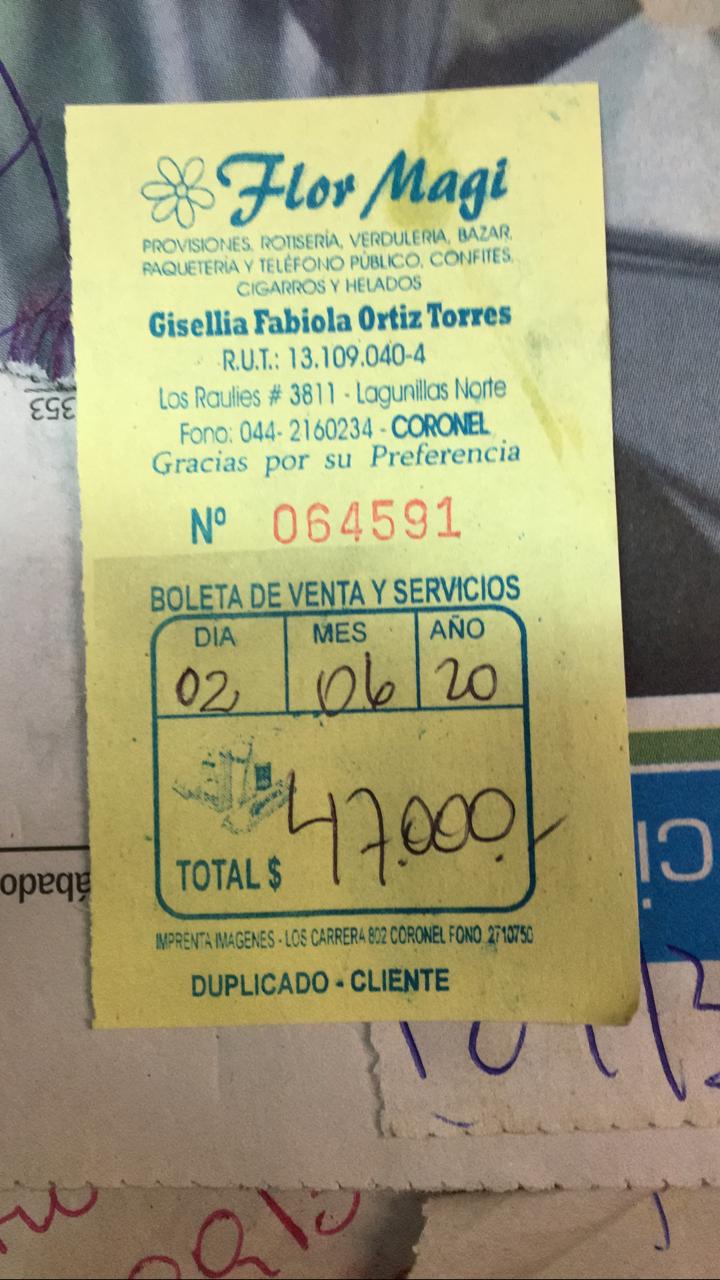 Flor Magi
PROVISIONES, ROTISERÍA, VERDULERIA, BAZAR,
PAQUETERÍA Y TELÉFONO PÚBLICO, CONFITES,
CIGARROS Y HELADOS
Gisellia Fabiola Ortiz Torres
R.U.T.: 13.109.040-4
Los Raulies # 3811 - Lagunillas Norte
Fono: 044- 2160234 - CORONEL
Gracias por su Preferencia
Nº 064591
BOLETA DE VENTA Y SERVICIOS
DIA MES AÑO
02 06 20
TOTAL $ 47.000.-
IMPRENTA IMAGENES - LOS CARRERA 802 CORONEL FONO 2710750
DUPLICADO - CLIENTE
353